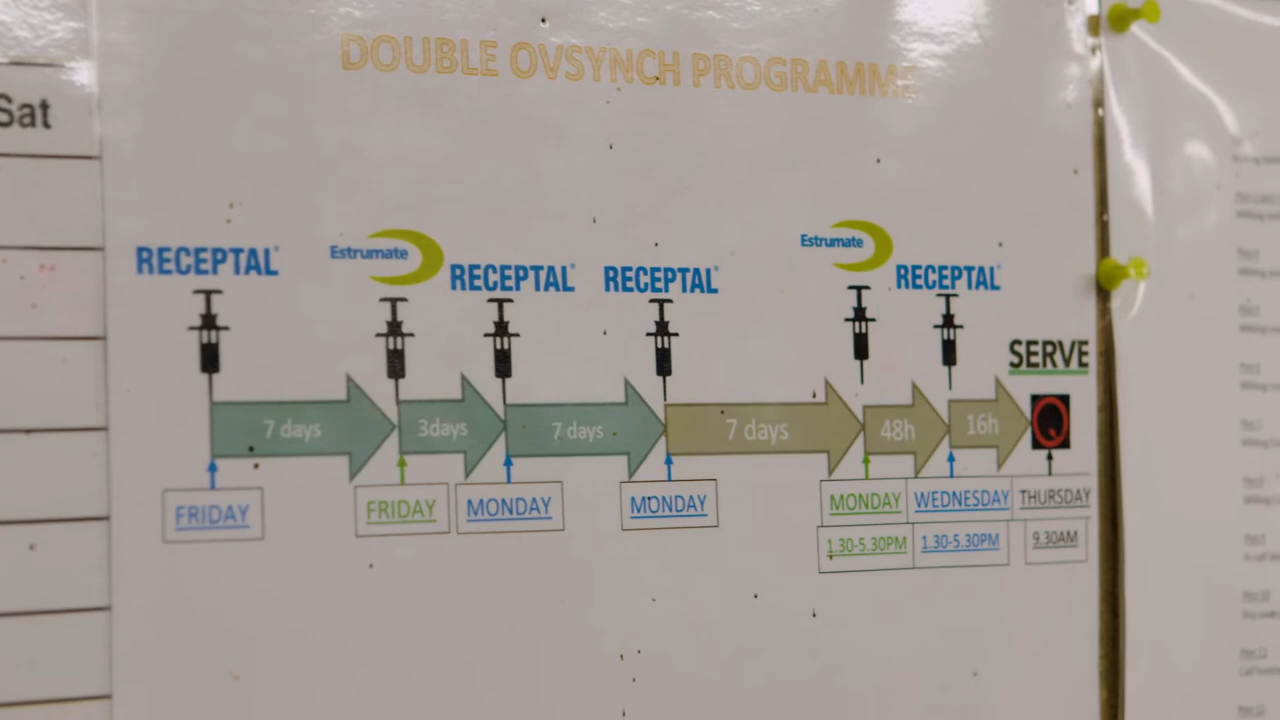 DOUBLE OVSYNCH PROGRAMME
Sat
RECEPTAL
Estrumate
RECEPTAL
RECEPTAL
Estrumate
RECEPTAL
SERVE
7 days
3days
7 days
7 days
48h
16h
FRIDAY
FRIDAY
MONDAY
MONDAY
MONDAY
WEDNESDAY
THURSDAY
1.30-5.30PM
1.30-5.30PM
9.30AM